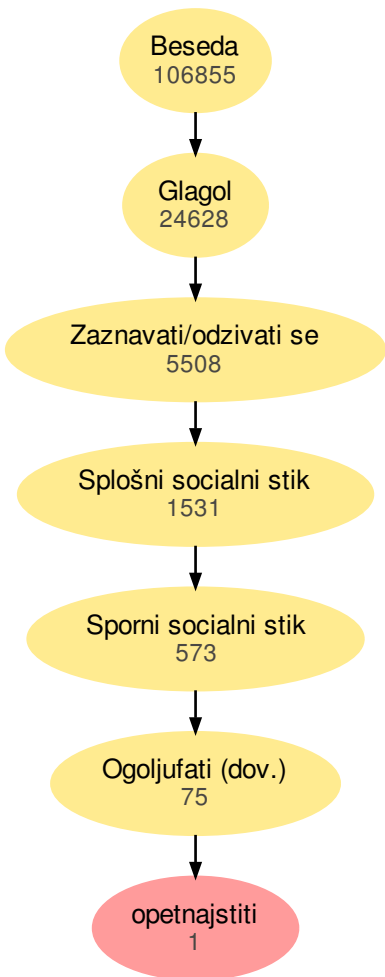 Beseda
106855
Glagol
24628
Zaznavati/odzivati se
5508
Splošni socialni stik
1531
Sporni socialni stik
573
Ogoljufati (dov.)
75
opetnajstiti
1